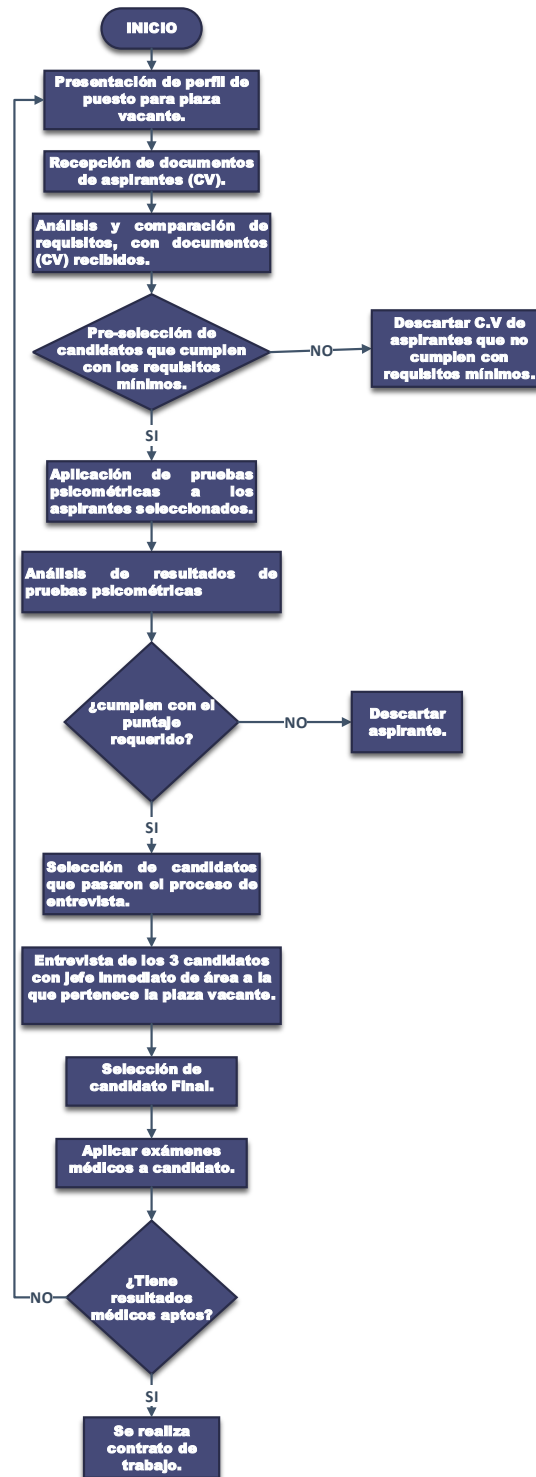 INICIO
Presentación de perfil de
puesto para plaza
vacante.
Recepción de documentos
de aspirantes (CV).
Análisis y comparación de
requisitos, con documentos
(CV) recibidos.
Pre-selección de
candidatos que cumplen
con los requisitos
mínimos.
NO
Descartar C.V de
aspirantes que no
cumplen con
requisitos mínimos.
SI
Aplicación de pruebas
psicométricas a los
aspirantes seleccionados.
Análisis de resultados de
pruebas psicométricas
¿cumplen con el
puntaje
requerido?
NO
Descartar
aspirante.
SI
Selección de candidatos
que pasaron el proceso de
entrevista.
Entrevista de los 3 candidatos
con jefe inmediato de área a la
que pertenece la plaza vacante.
Selección de
candidato Final.
Aplicar exámenes
médicos a candidato.
¿Tiene
resultados
médicos aptos?
NO
SI
Se realiza
contrato de
trabajo.